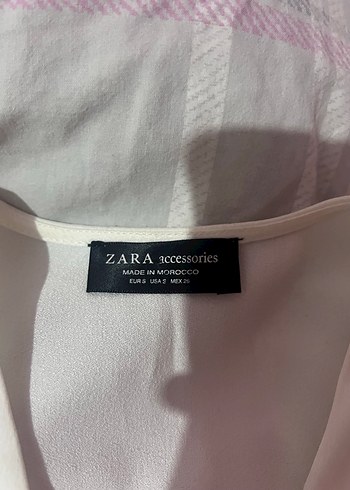 ZARA accessories
MADE IN MOROCCO
EUR S USA S MEX 26